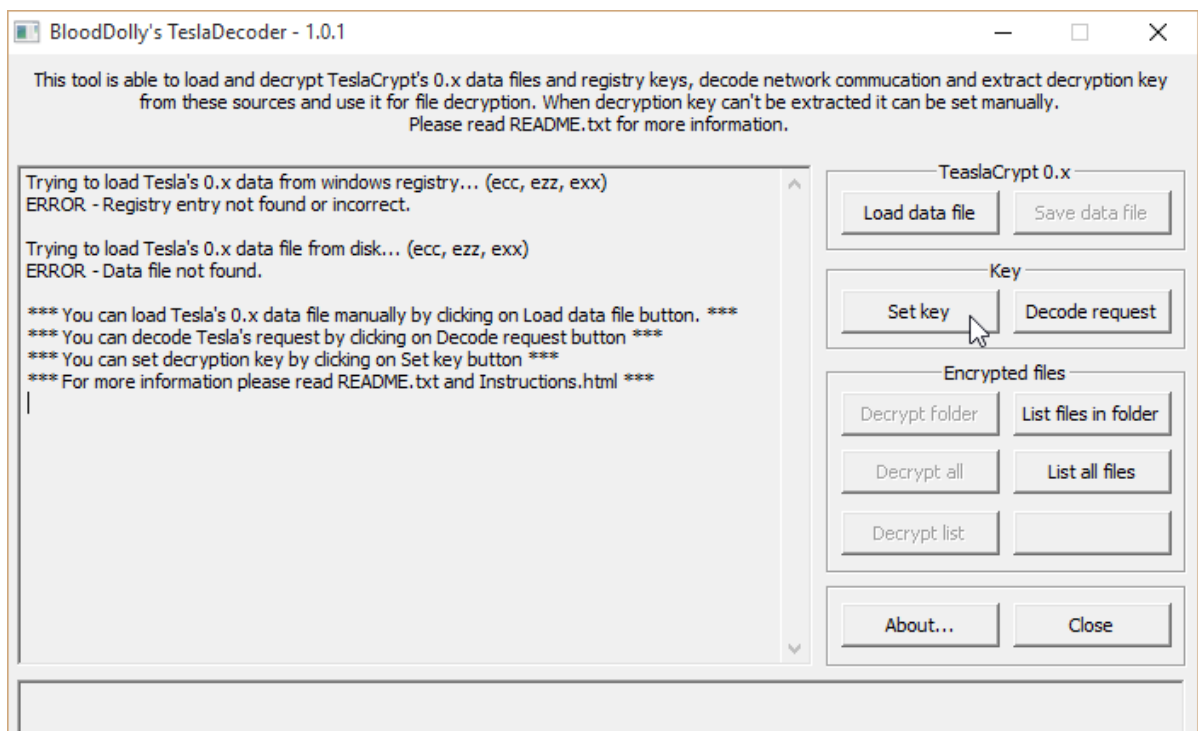 BloodDolly's TeslaDecoder - 1.0.1
This tool is able to load and decrypt TeslaCrypt's 0.x data files and registry keys, decode network commucation and extract decryption key
from these sources and use it for file decryption. When decryption key can't be extracted it can be set manually.
Please read README.txt for more information.
Trying to load Tesla's 0.x data from windows registry... (ecc, ezz, exx)
ERROR - Registry entry not found or incorrect.
Trying to load Tesla's 0.x data file from disk... (ecc, ezz, exx)
ERROR - Data file not found.
*** You can load Tesla's 0.x data file manually by clicking on Load data file button. ***
*** You can decode Tesla's request by clicking on Decode request button ***
*** You can set decryption key by clicking on Set key button ***
*** For more information please read README.txt and Instructions.html ***
TeaslaCrypt 0.x
Load data file
Save data file
Key
Set key
Decode request
Encrypted files
Decrypt folder
List files in folder
Decrypt all
List all files
Decrypt list
About...
Close